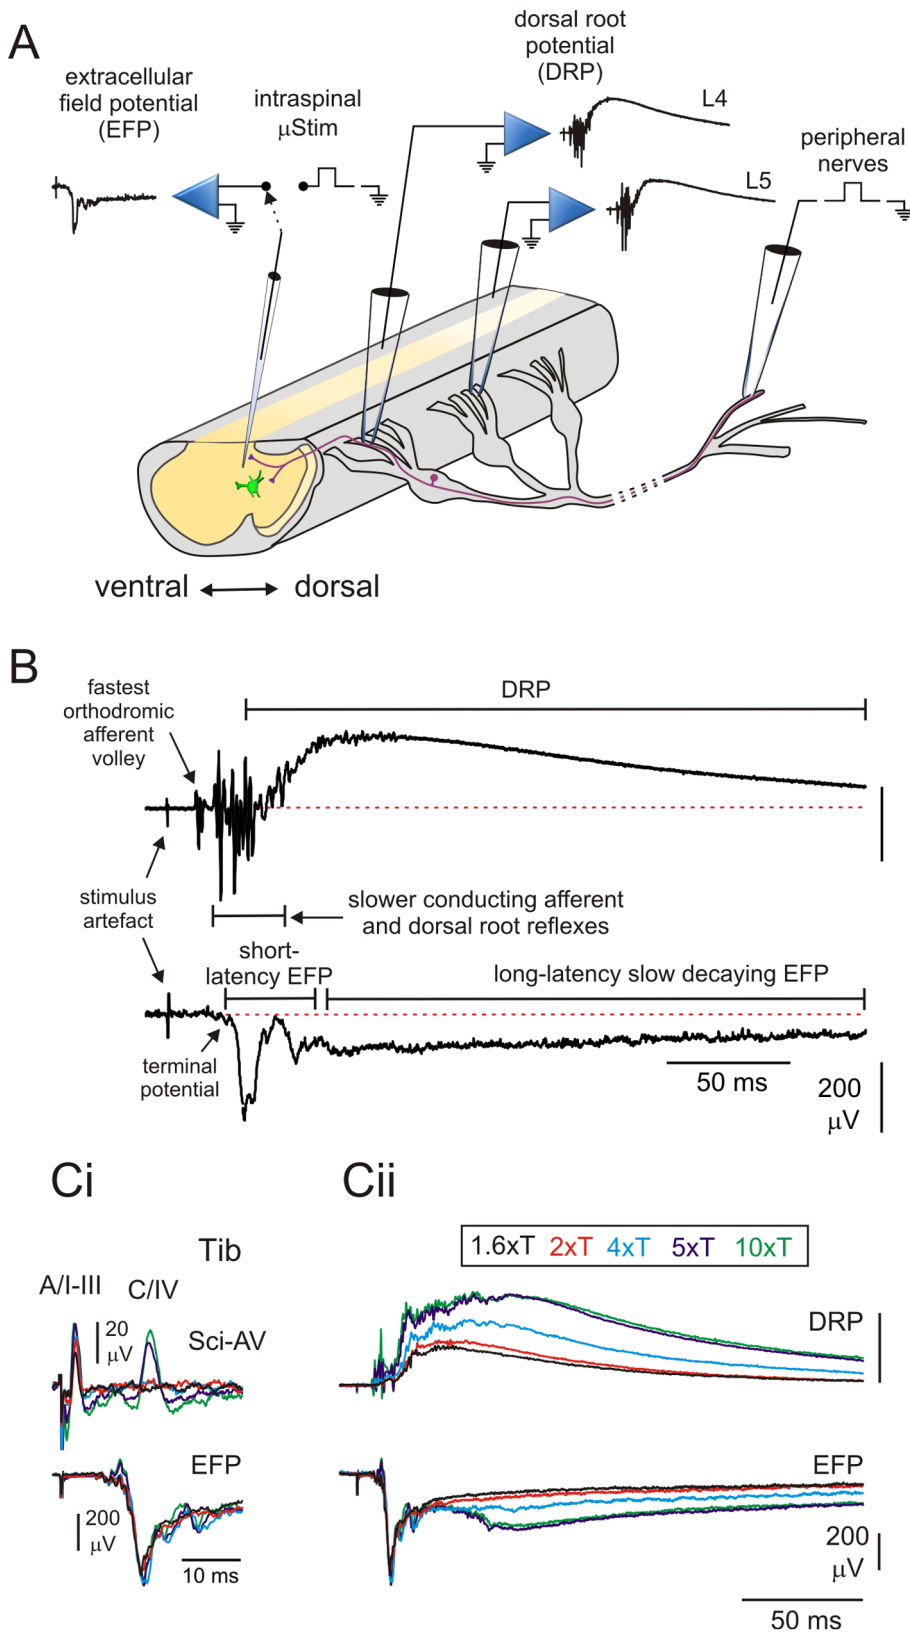 A
dorsal root
potential
(DRP)
extracellular
field potential
(EFP)
intraspinal
μStim
L4
peripheral
nerves
L5
ventral
dorsal
B
fastest
orthodromic
afferent
volley
DRP
stimulus
artefact
slower conducting afferent
and dorsal root reflexes
short-
latency EFP
long-latency slow decaying EFP
terminal
potential
50 ms
200
μV
Ci
Cii
Tib
1.6xT 2xT 4xT 5xT 10xT
A/I-III
C/IV
20
μV
Sci-AV
DRP
EFP
EFP
200
μV
10 ms
200
μV
50 ms